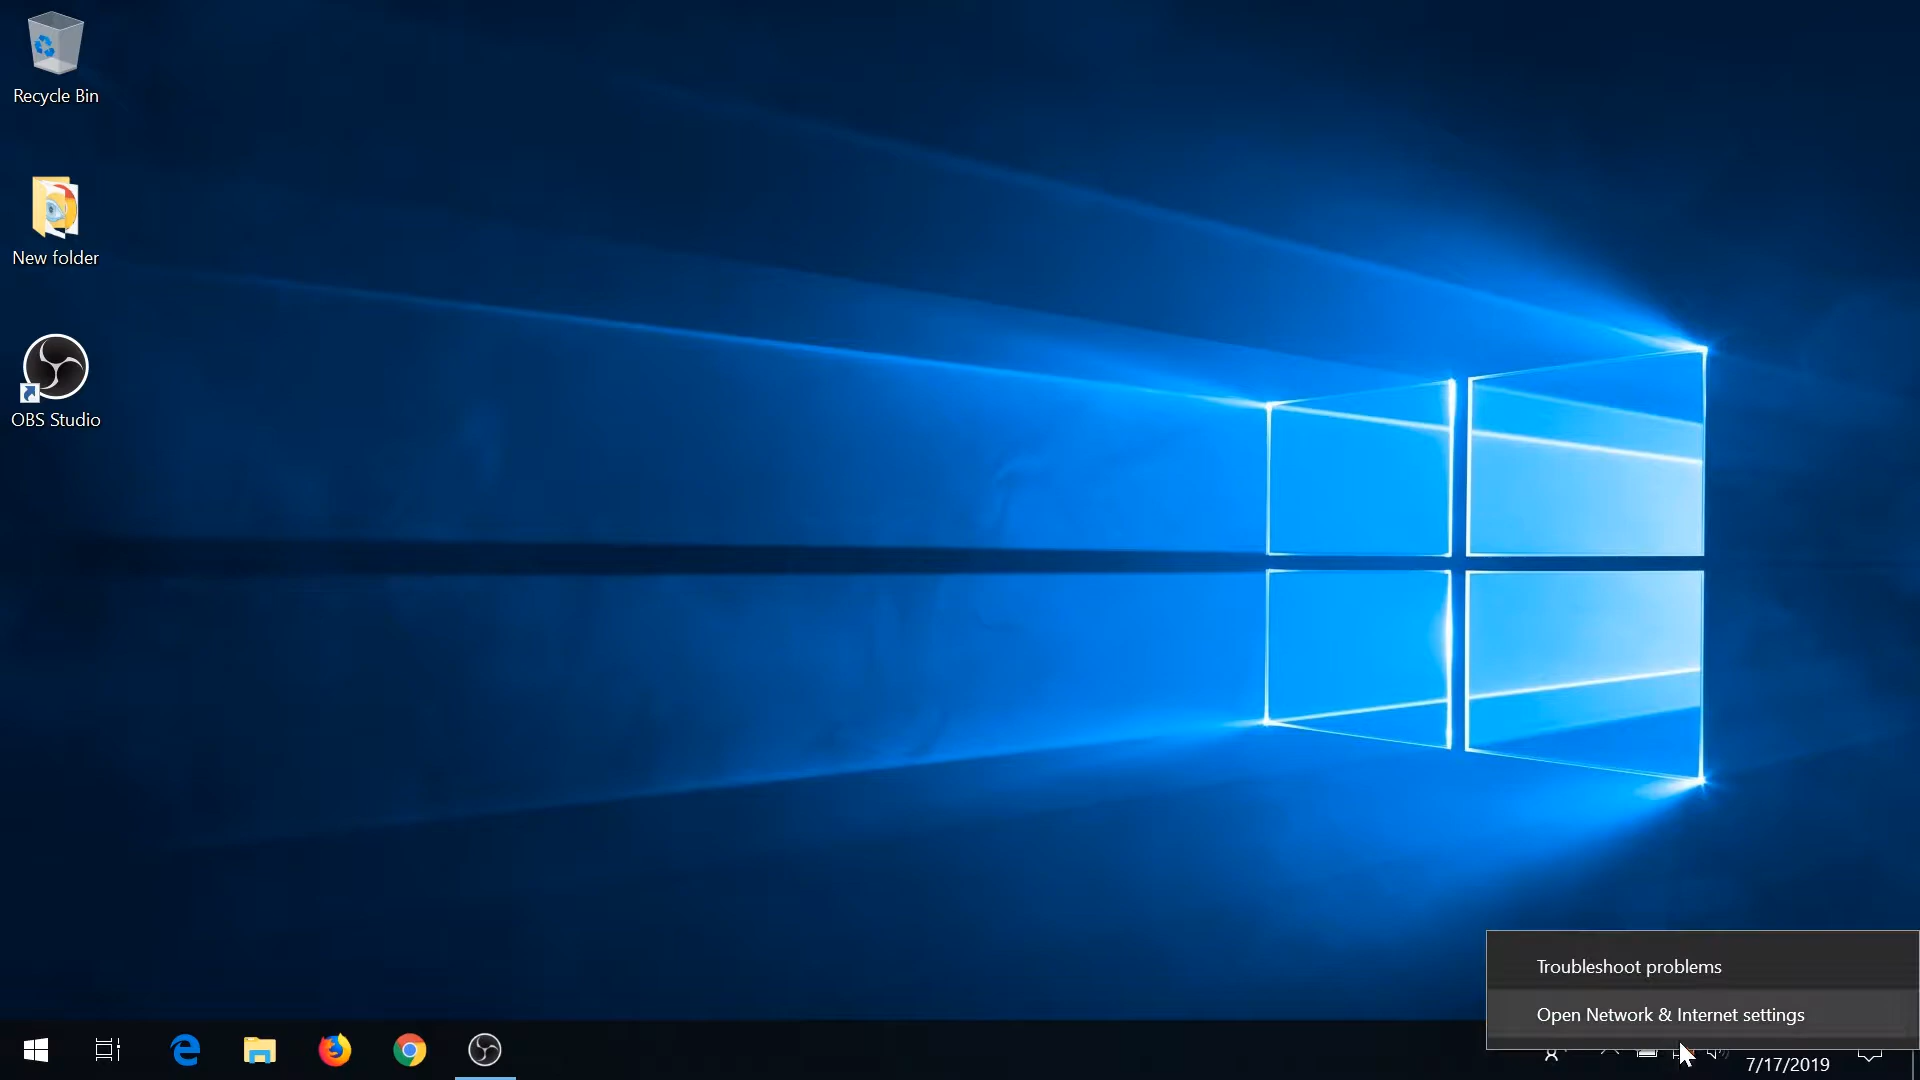 Recycle Bin
New folder
OBS Studio
Troubleshoot problems
Open Network & Internet settings
7/17/2019